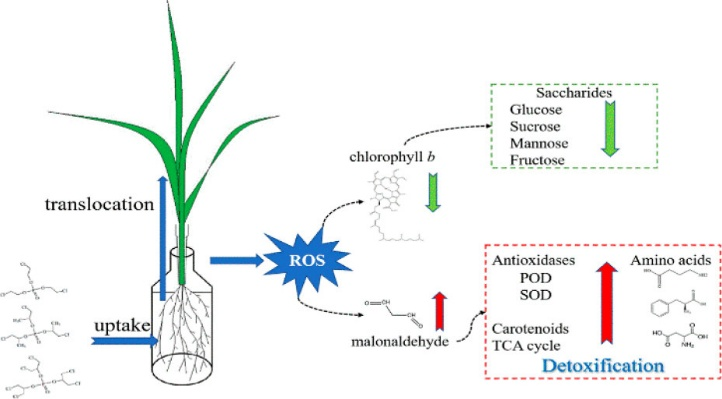 Saccharides
Glucose
Sucrose
Mannose
Fructose
chlorophyll b
translocation
ROS
Antioxidases
POD
SOD
Carotenoids
TCA cycle
Amino acids
Detoxification
uptake
malonaldehyde